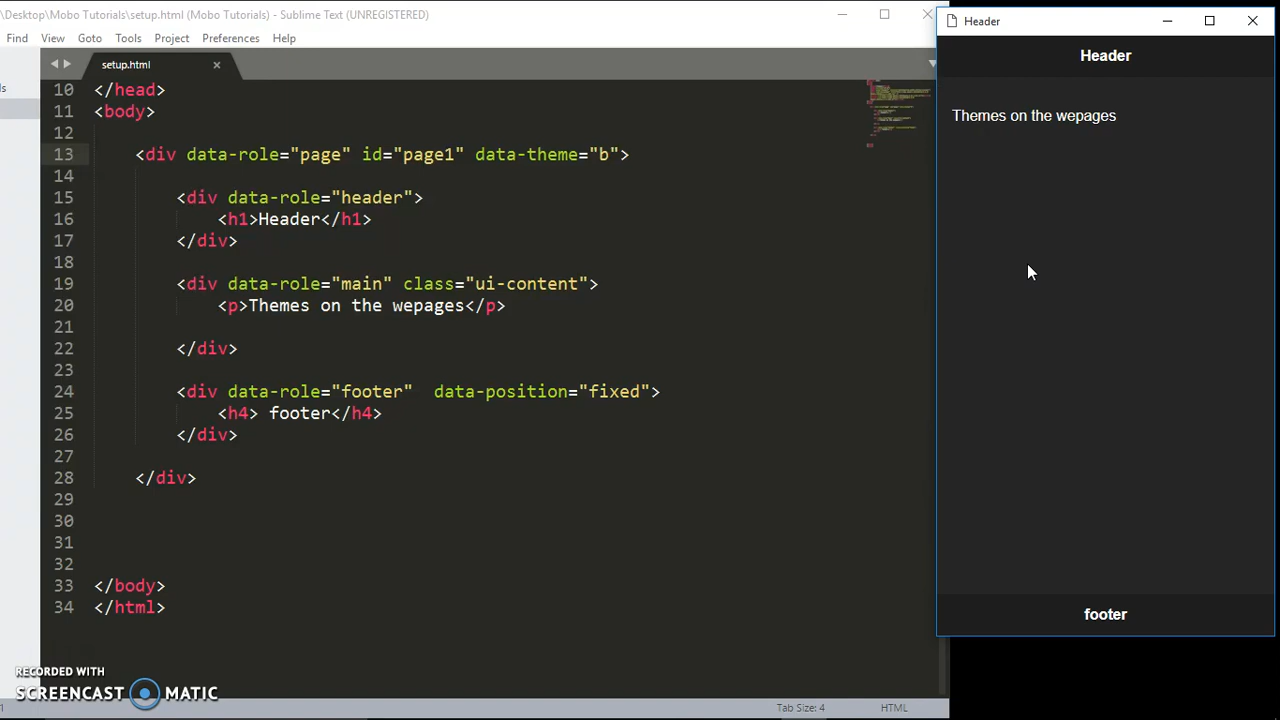 \Desktop\Mobo Tutorials\setup.html (Mobo Tutorials) - Sublime Text (UNREGISTERED)
Find View Goto Tools Project Preferences Help
setup.html
10 </head>
11 <body>
12
13 <div data-role="page" id="page1" data-theme="b">
14
15 <div data-role="header">
16 <h1>Header</h1>
17 </div>
18
19 <div data-role="main" class="ui-content">
20 <p>Themes on the wepages</p>
21
22 </div>
23
24 <div data-role="footer"  data-position="fixed">
25 <h4> footer</h4>
26 </div>
27
28 </div>
29
30
31
32
33 </body>
34 </html>
RECORDED WITH
SCREENCAST MATIC
Tab Size: 4 HTML
Header
Header
Themes on the wepages
footer